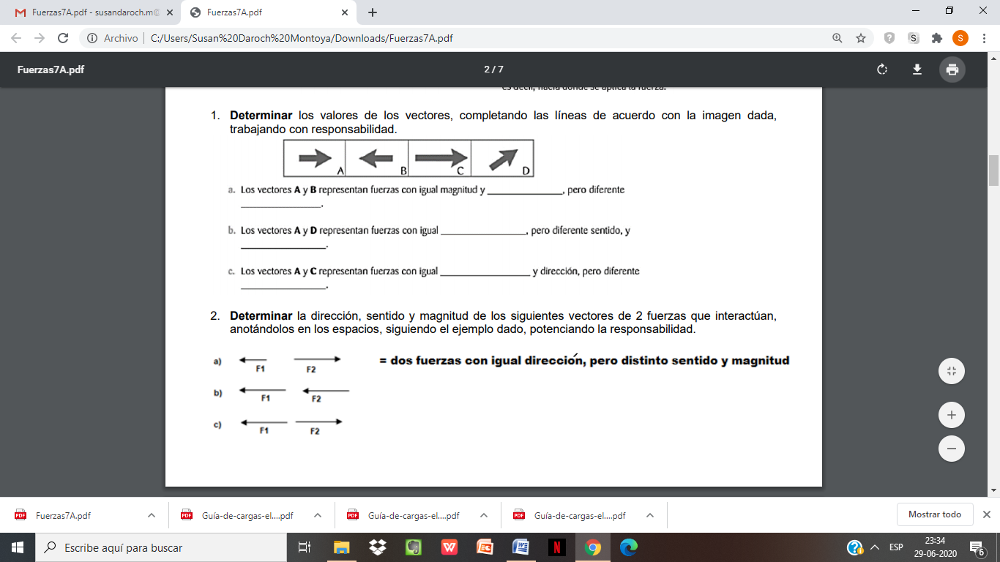 Fuerzas7A.pdf - susandaroch.m@
Fuerzas7A.pdf
Archivo
C:/Users/Susan%20Daroch%20Montoya/Downloads/Fuerzas7A.pdf
S
S
Fuerzas7A.pdf
2 / 7
es decir, hacia donde se aplica la fuerza.
1. Determinar los valores de los vectores, completando las líneas de acuerdo con la imagen dada,
trabajando con responsabilidad.
A B C D
a. Los vectores A y B representan fuerzas con igual magnitud y ______________, pero diferente
_______________.
b. Los vectores A y D representan fuerzas con igual ________________, pero diferente sentido, y
________________.
c. Los vectores A y C representan fuerzas con igual _________________ y dirección, pero diferente
________________.
2. Determinar la dirección, sentido y magnitud de los siguientes vectores de 2 fuerzas que interactúan,
anotándolos en los espacios, siguiendo el ejemplo dado, potenciando la responsabilidad.
a) F1 F2 = dos fuerzas con igual dirección, pero distinto sentido y magnitud
b) F1 F2
c) F1 F2
PDF Fuerzas7A.pdf
PDF Guía-de-cargas-el....pdf
PDF Guía-de-cargas-el....pdf
PDF Guía-de-cargas-el....pdf
Mostrar todo
Escribe aquí para buscar
ESP
23:34
29-06-2020
6